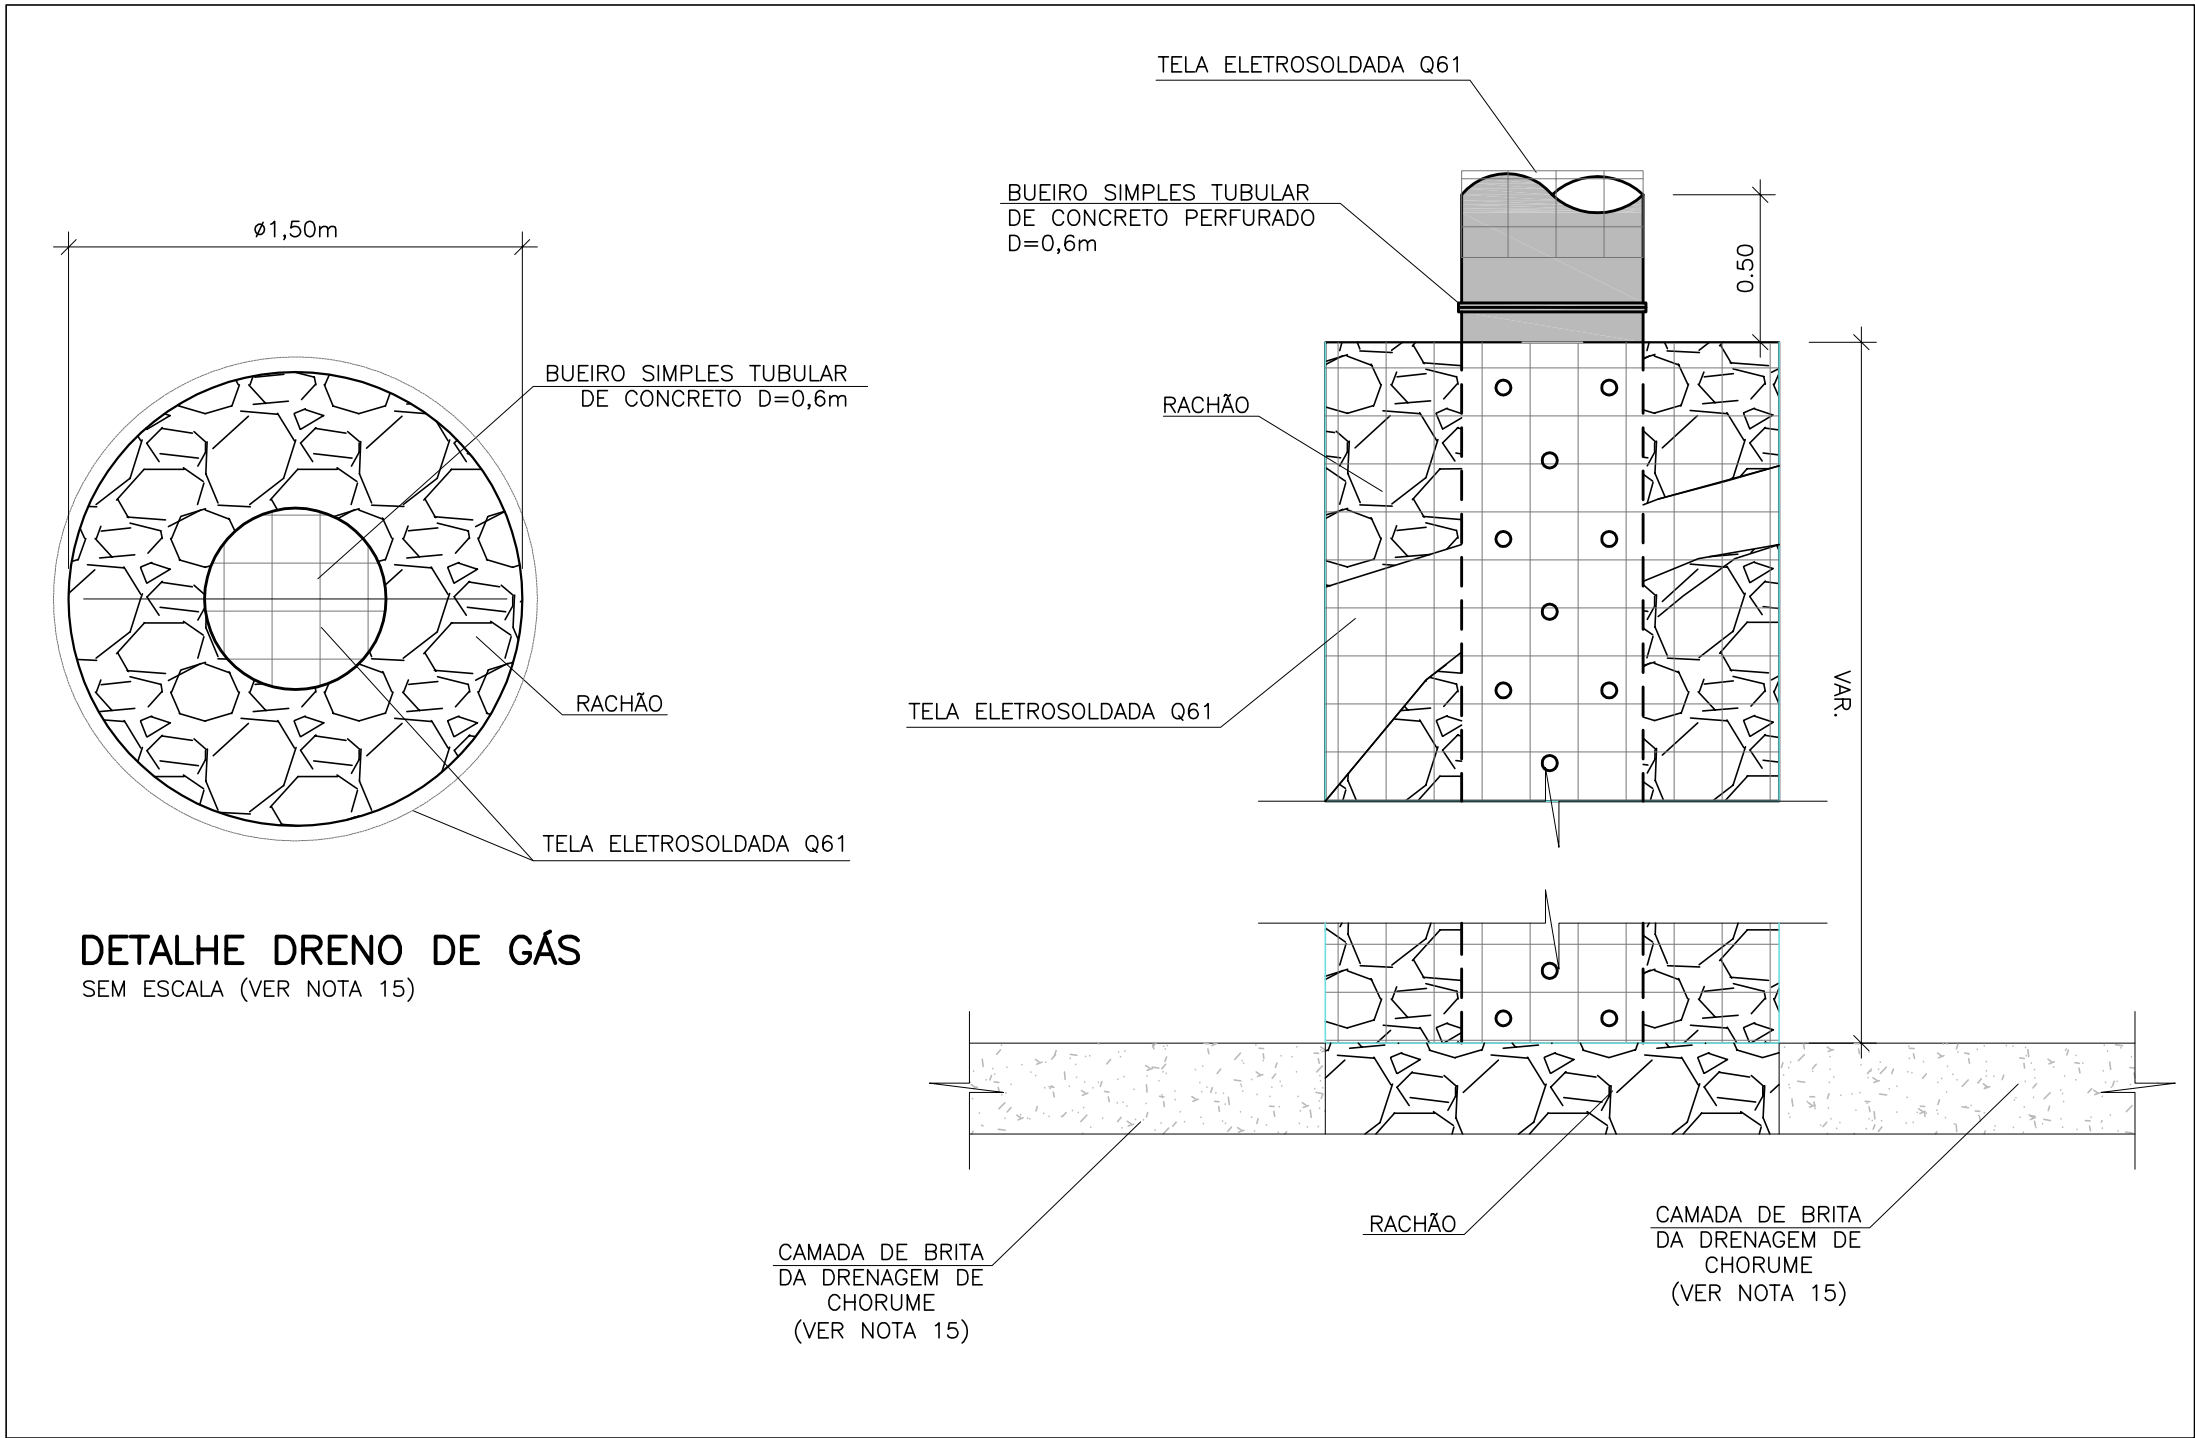 ø1,50m
BUEIRO SIMPLES TUBULAR
DE CONCRETO D=0,6m
RACHÃO
TELA ELETROSOLDADA Q61
DETALHE DRENO DE GÁS
SEM ESCALA (VER NOTA 15)
TELA ELETROSOLDADA Q61
BUEIRO SIMPLES TUBULAR
DE CONCRETO PERFURADO
D=0,6m
0.50
RACHÃO
TELA ELETROSOLDADA Q61
VAR.
CAMADA DE BRITA
DA DRENAGEM DE
CHORUME
(VER NOTA 15)
RACHÃO
CAMADA DE BRITA
DA DRENAGEM DE
CHORUME
(VER NOTA 15)